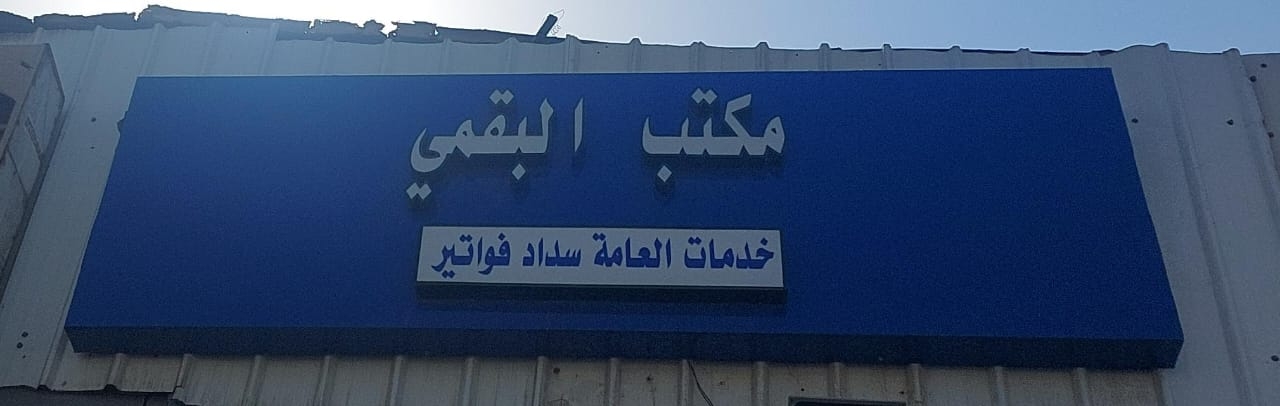 مكتب البقمي
خدمات العامة سداد فواتير